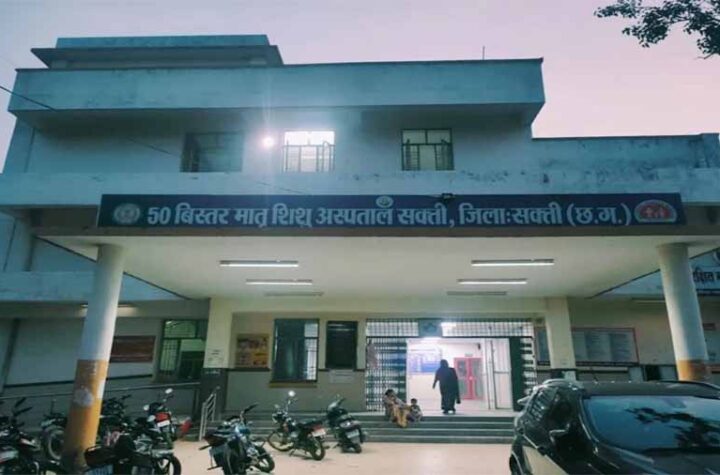 50 बिस्तर मातृ शिशु अस्पताल सक्ती, जिला:सक्ती (छ.ग.)